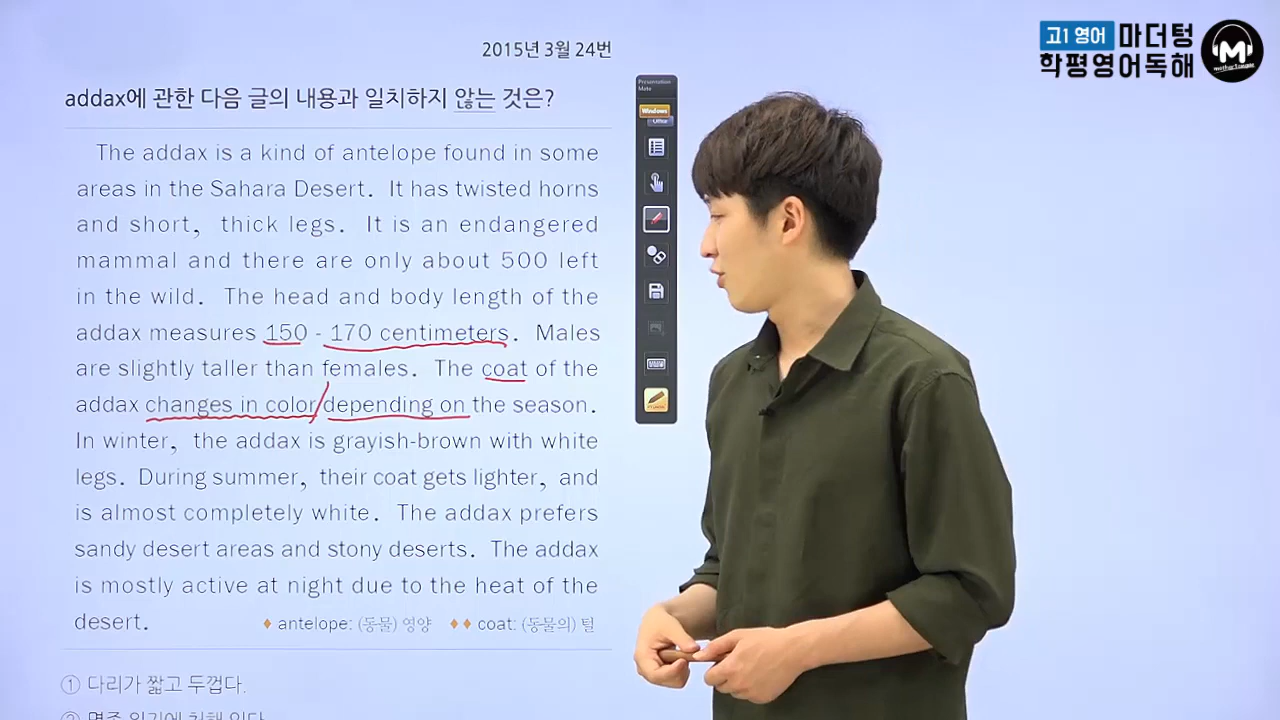 2015년 3월 24번
고1 영어 마더텅
학평영어독해
M
addax에 관한 다음 글의 내용과 일치하지 않는 것은?
The addax is a kind of antelope found in some
areas in the Sahara Desert. It has twisted horns
and short, thick legs. It is an endangered
mammal and there are only about 500 left
in the wild. The head and body length of the
addax measures 150 - 170 centimeters. Males
are slightly taller than females. The coat of the
addax changes in color/depending on the season.
In winter, the addax is grayish-brown with white
legs. During summer, their coat gets lighter, and
is almost completely white. The addax prefers
sandy desert areas and stony deserts. The addax
is mostly active at night due to the heat of the
desert.
♦ antelope: (동물) 영양 ♦♦ coat: (동물의) 털
① 다리가 짧고 두껍다.
Presentation
Mate
Windows
Office